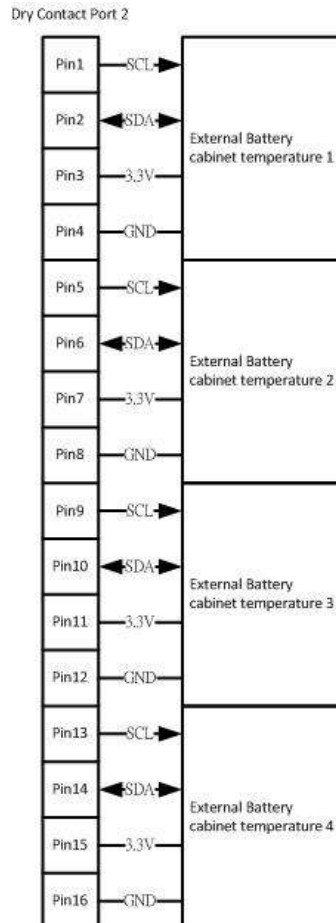 Dry Contact Port 2
Pin1 SCL
Pin2 SDA
External Battery
cabinet temperature 1
Pin3 3.3V
Pin4 GND
Pin5 SCL
Pin6 SDA
External Battery
cabinet temperature 2
Pin7 3.3V
Pin8 GND
Pin9 SCL
Pin10 SDA
External Battery
cabinet temperature 3
Pin11 3.3V
Pin12 GND
Pin13 SCL
Pin14 SDA
External Battery
cabinet temperature 4
Pin15 3.3V
Pin16 GND